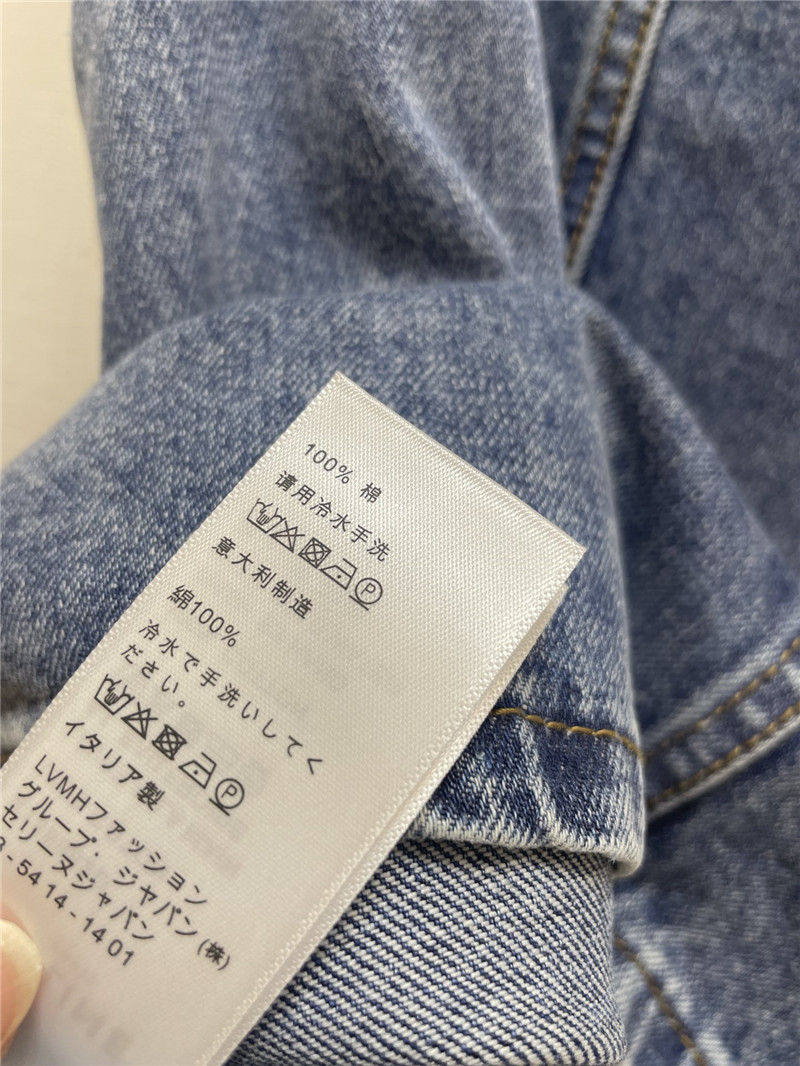 100% 棉
请用冷水手洗
P
意大利制造
綿100%
冷水で手洗いしてく
ださい。
P
イタリア製
LVMHファッション
グループ・ジャパン
セリーヌジャパン(株)
3-5414-1401